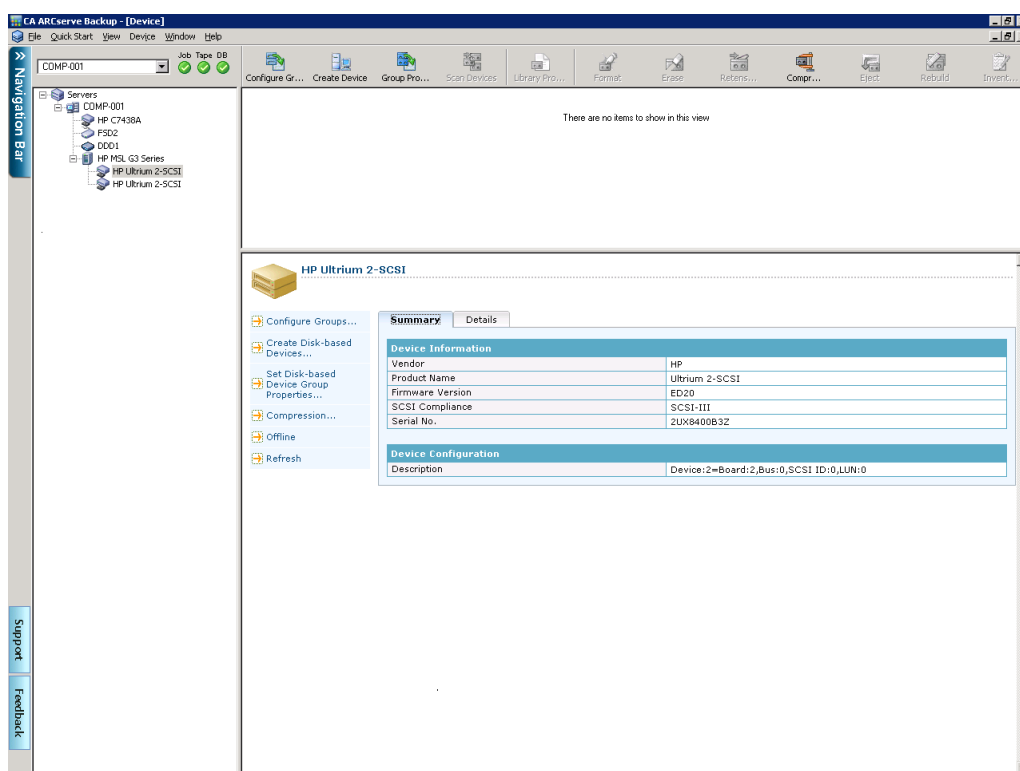 CA ARCserve Backup - [Device]
File Quick Start View Device Window Help
COMP-001
Job Tape DB
Configure Gr... Create Device Group Pro... Scan Devices Library Pro... Format Erase Retens... Compr... Eject Rebuild Invent...
Navigation Bar
Servers
COMP-001
HP C7438A
FSD2
DDD1
HP MSL G3 Series
HP Ultrium 2-SCSI
HP Ultrium 2-SCSI
There are no items to show in this view
HP Ultrium 2-SCSI
Configure Groups...
Create Disk-based
Devices...
Set Disk-based
Device Group
Properties...
Compression...
Offline
Refresh
Summary Details
Device Information
Vendor HP
Product Name Ultrium 2-SCSI
Firmware Version ED20
SCSI Compliance SCSI-III
Serial No. 2UX8400B3Z
Device Configuration
Description Device:2=Board:2,Bus:0,SCSI ID:0,LUN:0
Support
Feedback